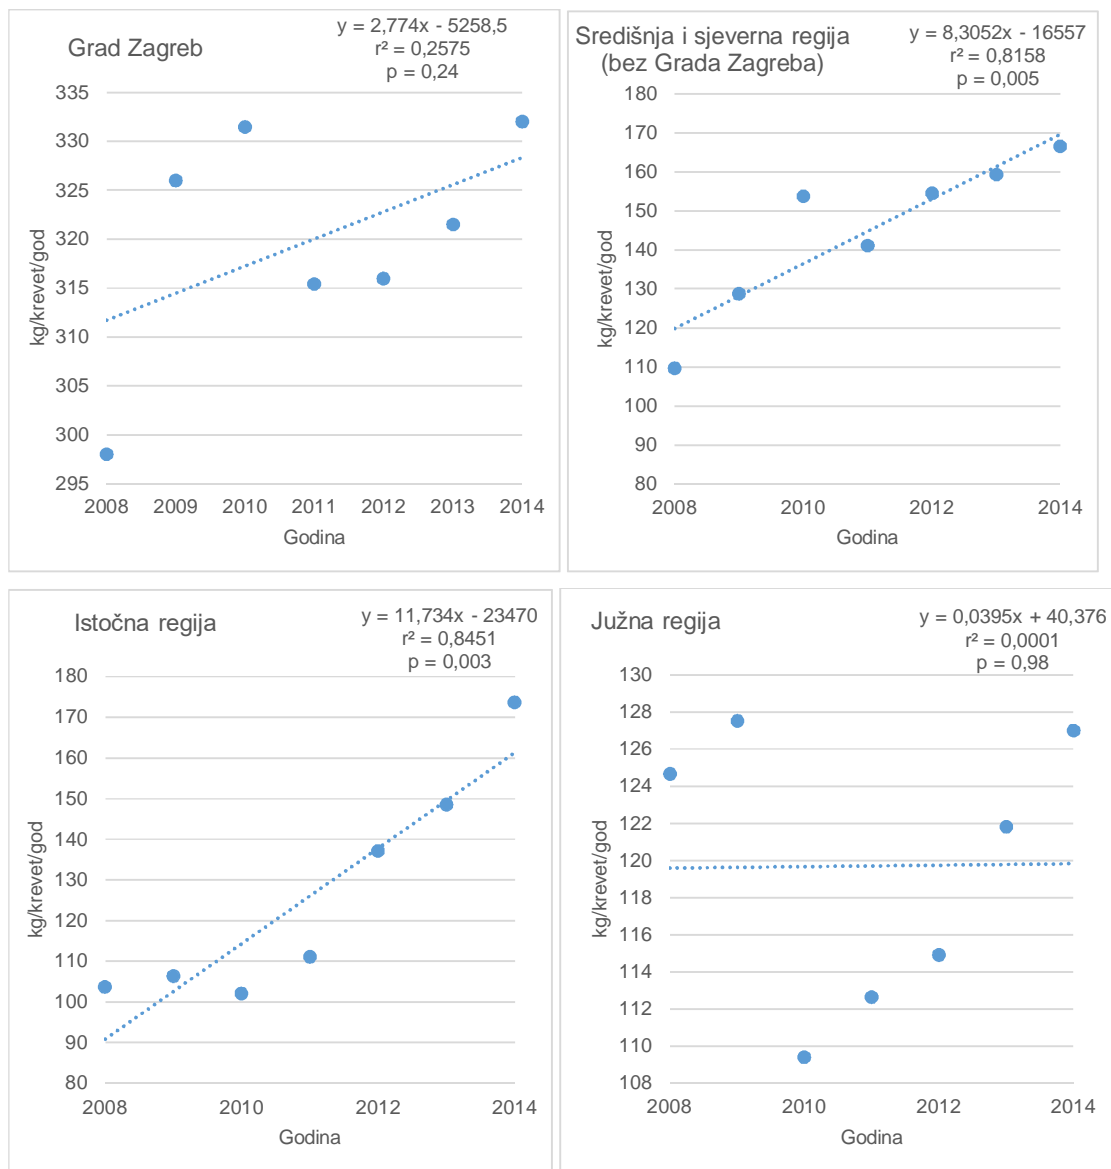 Grad Zagreb
y = 2,774x - 5258,5
r² = 0,2575
p = 0,24
kg/krevet/god
335
330
325
320
315
310
305
300
295
2008 2009 2010 2011 2012 2013 2014
Godina
Središnja i sjeverna regija
(bez Grada Zagreba)
y = 8,3052x - 16557
r² = 0,8158
p = 0,005
kg/krevet/god
180
170
160
150
140
130
120
110
100
90
80
2008 2010 2012 2014
Godina
Istočna regija
y = 11,734x - 23470
r² = 0,8451
p = 0,003
kg/krevet/god
180
170
160
150
140
130
120
110
100
90
80
2008 2010 2012 2014
Godina
Južna regija
y = 0,0395x + 40,376
r² = 0,0001
p = 0,98
kg/krevet/god
130
128
126
124
122
120
118
116
114
112
110
108
2008 2010 2012 2014
Godina